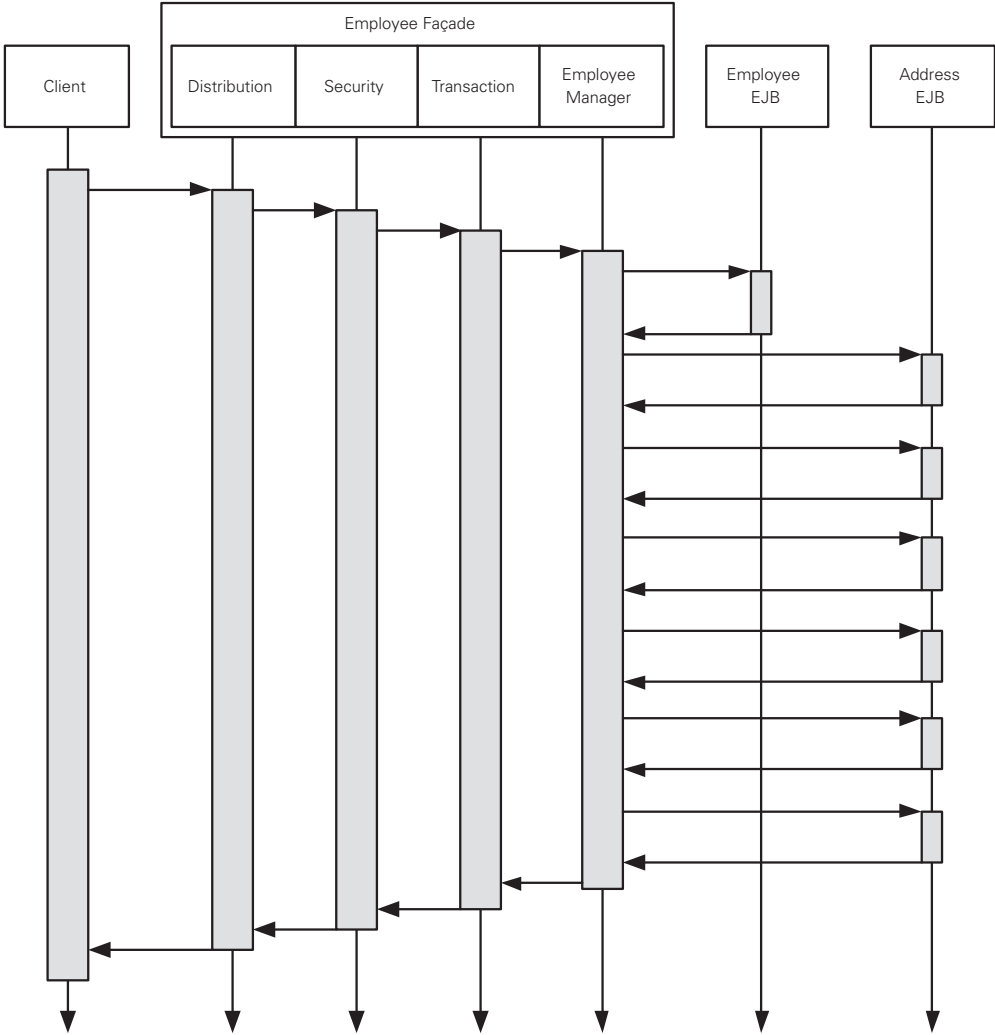 Employee Façade
Client
Distribution
Security
Transaction
Employee
Manager
Employee
EJB
Address
EJB